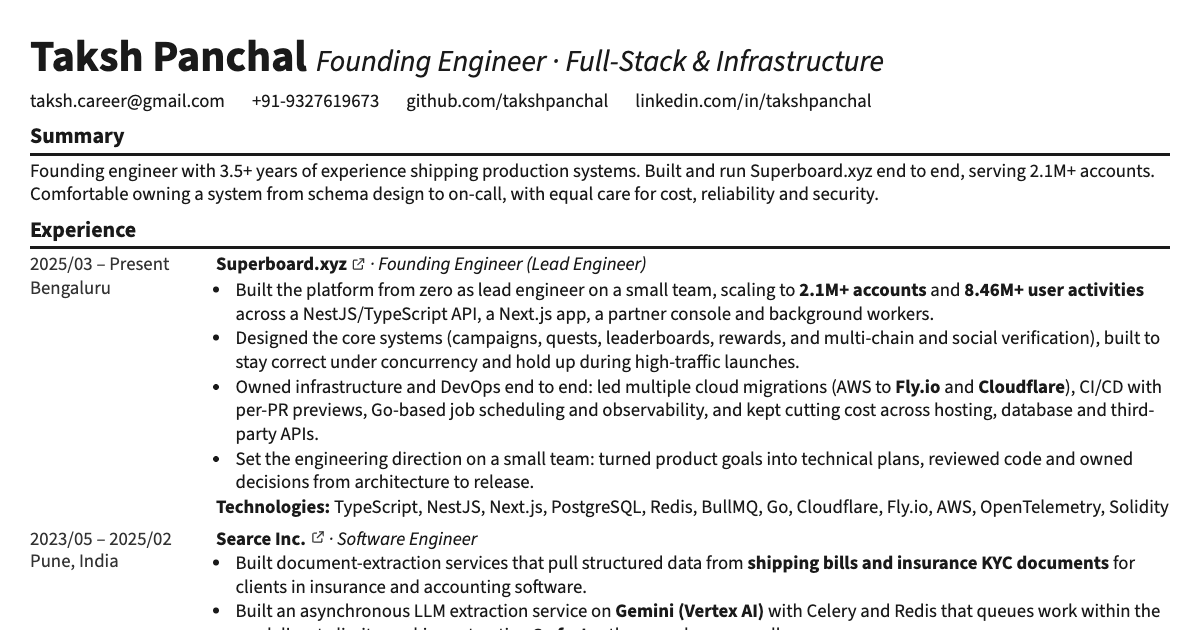 Taksh Panchal Founding Engineer · Full-Stack & Infrastructure
taksh.career@gmail.com +91-9327619673 github.com/takshpanchal linkedin.com/in/takshpanchal
Summary
Founding engineer with 3.5+ years of experience shipping production systems. Built and run Superboard.xyz end to end, serving 2.1M+ accounts.
Comfortable owning a system from schema design to on-call, with equal care for cost, reliability and security.
Experience
2025/03 – Present
Bengaluru
Superboard.xyz · Founding Engineer (Lead Engineer)
• Built the platform from zero as lead engineer on a small team, scaling to 2.1M+ accounts and 8.46M+ user activities
across a NestJS/TypeScript API, a Next.js app, a partner console and background workers.
• Designed the core systems (campaigns, quests, leaderboards, rewards, and multi-chain and social verification), built to
stay correct under concurrency and hold up during high-traffic launches.
• Owned infrastructure and DevOps end to end: led multiple cloud migrations (AWS to Fly.io and Cloudflare), CI/CD with
per-PR previews, Go-based job scheduling and observability, and kept cutting cost across hosting, database and third-
party APIs.
• Set the engineering direction on a small team: turned product goals into technical plans, reviewed code and owned
decisions from architecture to release.
Technologies: TypeScript, NestJS, Next.js, PostgreSQL, Redis, BullMQ, Go, Cloudflare, Fly.io, AWS, OpenTelemetry, Solidity
2023/05 – 2025/02
Pune, India
Searce Inc. · Software Engineer
• Built document-extraction services that pull structured data from shipping bills and insurance KYC documents for
clients in insurance and accounting software.
• Built an asynchronous LLM extraction service on Gemini (Vertex AI) with Celery and Redis that queues work within the